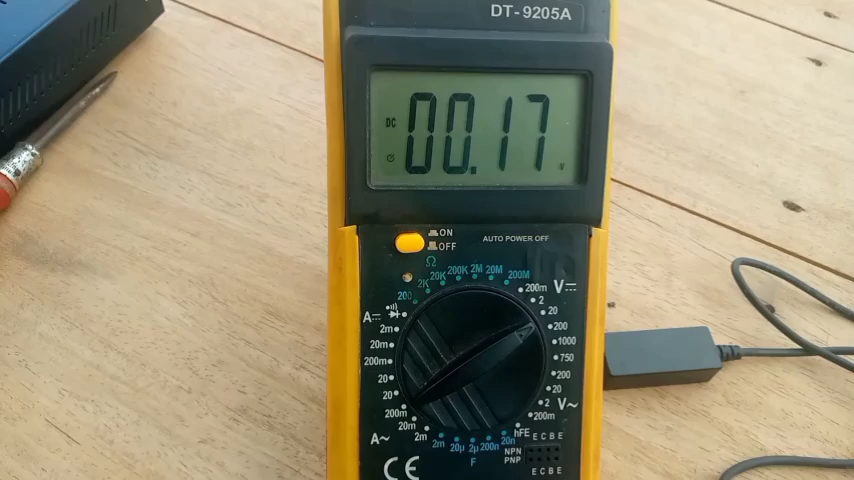 DT-9205A
DC
00.17
V
ON
OFF
AUTO POWER OFF
Ω
200
2K
20K
200K
2M
20M
200M
200m
V
2
20
200
1000
750
200
20
V~
2
200m
A
2m
20m
200m
20
20
200m
20m
A~
2m
2m
20µ
2µ
200n
20n
F
hFE
E C B E
NPN
PNP
E C B E
CE